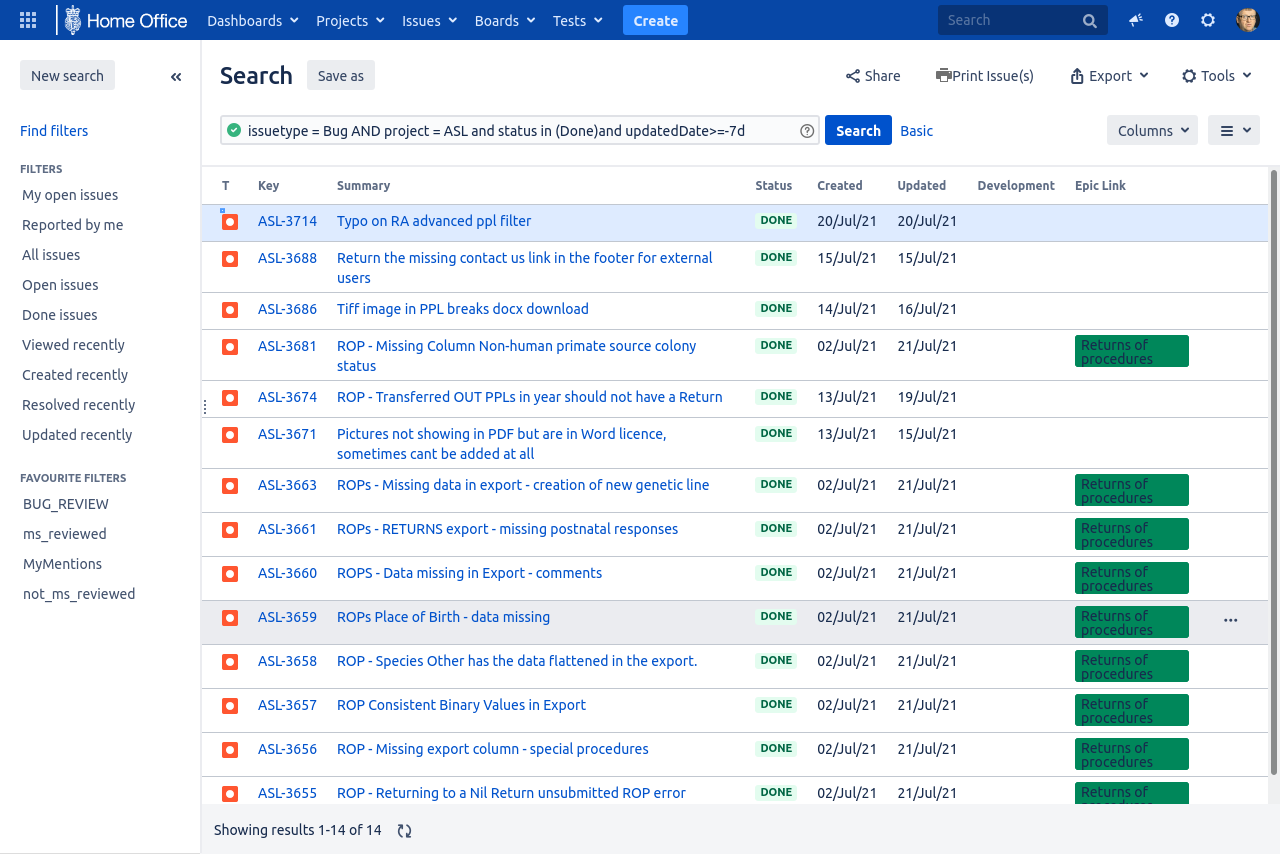 Home Office Dashboards Projects Issues Boards Tests Create Search
New search
Search Save as Share Print Issue(s) Export Tools
Find filters
issuetype = Bug AND project = ASL and status in (Done)and updatedDate>=-7d Search Basic Columns
FILTERS
My open issues
Reported by me
All issues
Open issues
Done issues
Viewed recently
Created recently
Resolved recently
Updated recently
FAVOURITE FILTERS
BUG_REVIEW
ms_reviewed
MyMentions
not_ms_reviewed
T Key Summary Status Created Updated Development Epic Link
ASL-3714 Typo on RA advanced ppl filter DONE 20/Jul/21 20/Jul/21
ASL-3688 Return the missing contact us link in the footer for external DONE 15/Jul/21 15/Jul/21
users
ASL-3686 Tiff image in PPL breaks docx download DONE 14/Jul/21 16/Jul/21
ASL-3681 ROP - Missing Column Non-human primate source colony DONE 02/Jul/21 21/Jul/21 Returns of
status procedures
ASL-3674 ROP - Transferred OUT PPLs in year should not have a Return DONE 13/Jul/21 19/Jul/21
ASL-3671 Pictures not showing in PDF but are in Word licence, DONE 13/Jul/21 15/Jul/21
sometimes cant be added at all
ASL-3663 ROPs - Missing data in export - creation of new genetic line DONE 02/Jul/21 21/Jul/21 Returns of
procedures
ASL-3661 ROPs - RETURNS export - missing postnatal responses DONE 02/Jul/21 21/Jul/21 Returns of
procedures
ASL-3660 ROPS - Data missing in Export - comments DONE 02/Jul/21 21/Jul/21 Returns of
procedures
ASL-3659 ROPs Place of Birth - data missing DONE 02/Jul/21 21/Jul/21 Returns of
procedures
ASL-3658 ROP - Species Other has the data flattened in the export. DONE 02/Jul/21 21/Jul/21 Returns of
procedures
ASL-3657 ROP Consistent Binary Values in Export DONE 02/Jul/21 21/Jul/21 Returns of
procedures
ASL-3656 ROP - Missing export column - special procedures DONE 02/Jul/21 21/Jul/21 Returns of
procedures
ASL-3655 ROP - Returning to a Nil Return unsubmitted ROP error DONE 02/Jul/21 21/Jul/21 Returns of
Showing results 1-14 of 14